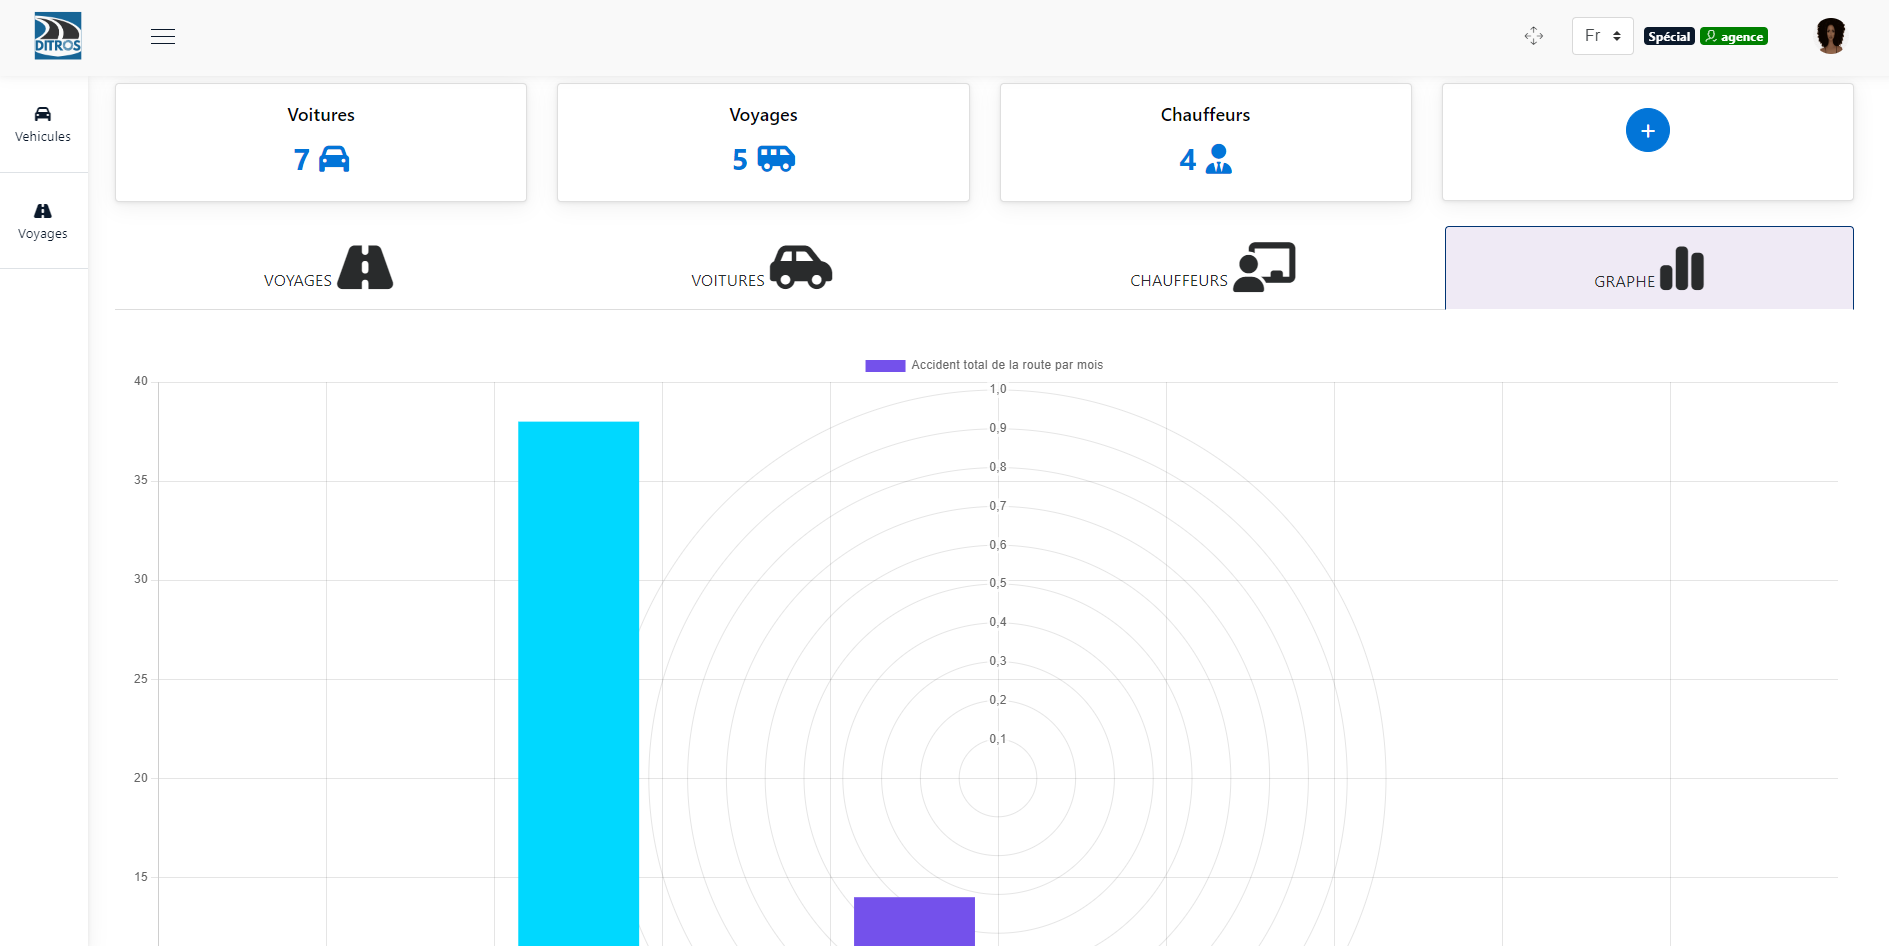 DITROS
Fr
Spécial
agence
Vehicules
Voyages
Voitures
7
Voyages
5
Chauffeurs
4
+
VOYAGES
VOITURES
CHAUFFEURS
GRAPHE
Accident total de la route par mois
40
35
30
25
20
15
1,0
0,9
0,8
0,7
0,6
0,5
0,4
0,3
0,2
0,1